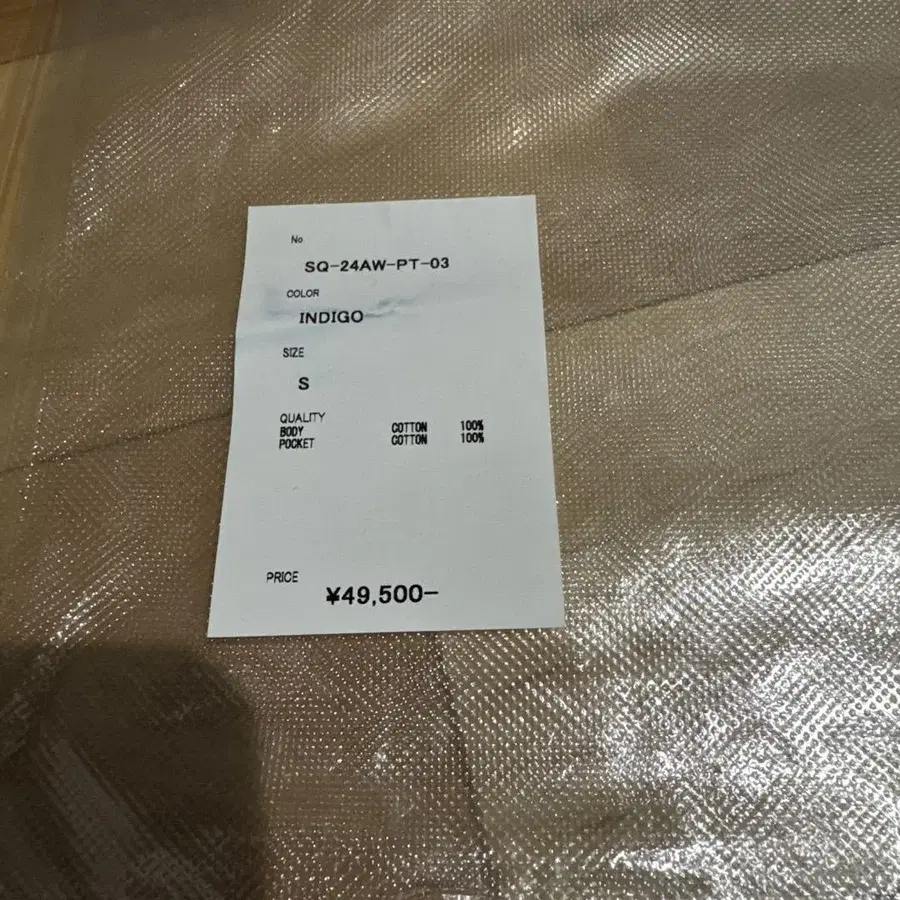 No
SQ-24AW-PT-03
COLOR
INDIGO
SIZE
S
QUALITY
BODY COTTON 100%
POCKET COTTON 100%
PRICE
¥49,500-